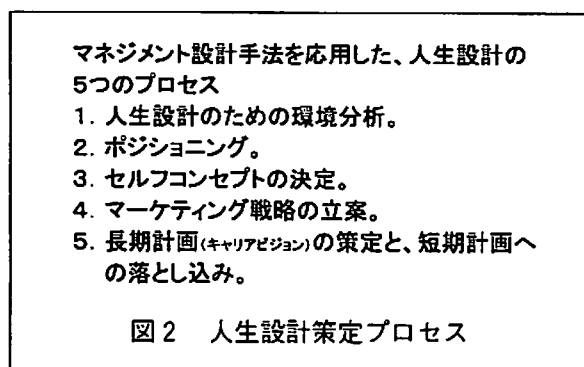 マネジメント設計手法を応用した、人生設計の
5つのプロセス
1. 人生設計のための環境分析。
2. ポジショニング。
3. セルフコンセプトの決定。
4. マーケティング戦略の立案。
5. 長期計画(キャリアビジョン)の策定と、短期計画へ
の落とし込み。
図2 人生設計策定プロセス